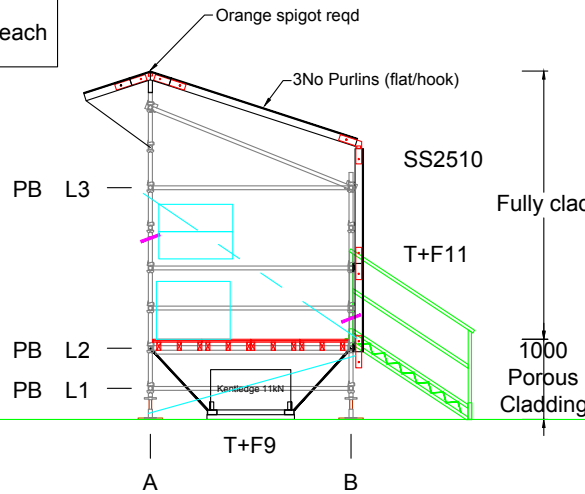 each
Orange spigot reqd
3No Purlins (flat/hook)
SS2510
PB L3
Fully clad
T+F11
PB L2
1000
Porous
Cladding
PB L1
Kentledge 11kN
T+F9
A B